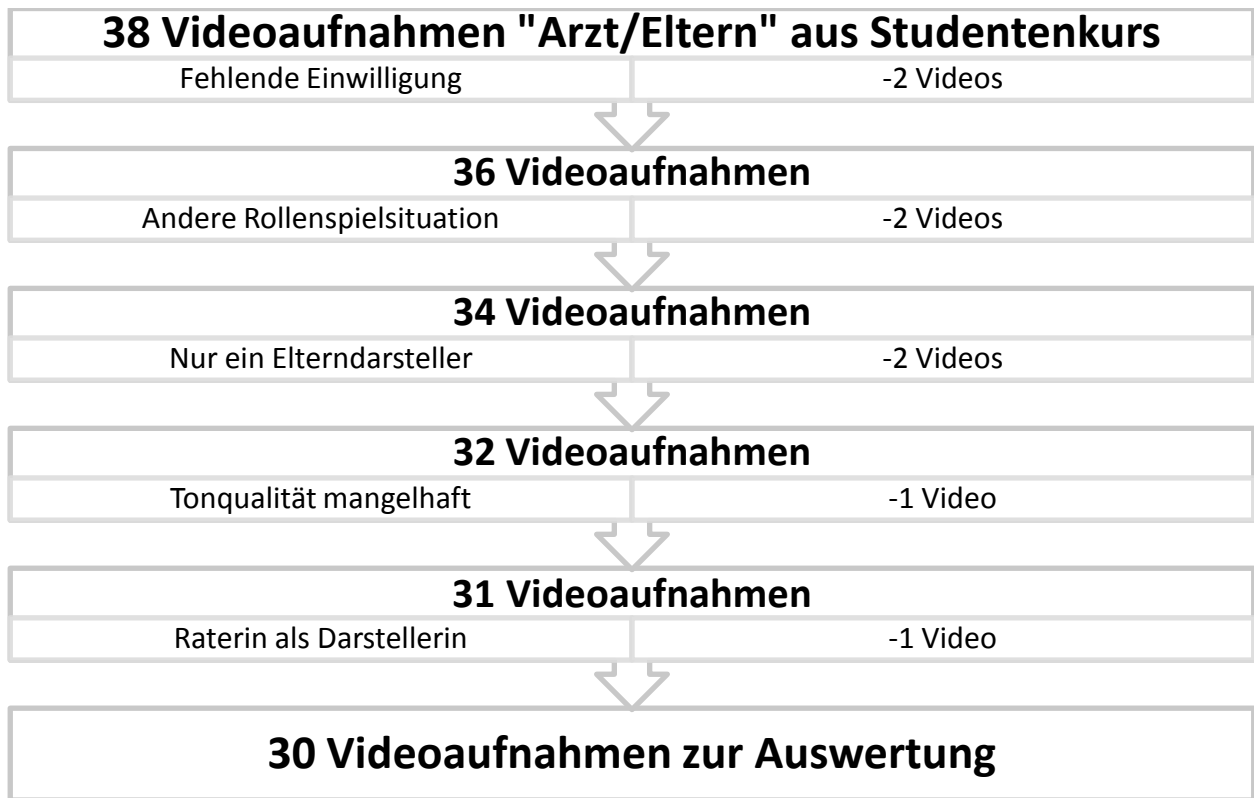 38 Videoaufnahmen "Arzt/Eltern" aus Studentenkurs
Fehlende Einwilligung -2 Videos
36 Videoaufnahmen
Andere Rollenspielsituation -2 Videos
34 Videoaufnahmen
Nur ein Elterndarsteller -2 Videos
32 Videoaufnahmen
Tonqualität mangelhaft -1 Video
31 Videoaufnahmen
Raterin als Darstellerin -1 Video
30 Videoaufnahmen zur Auswertung